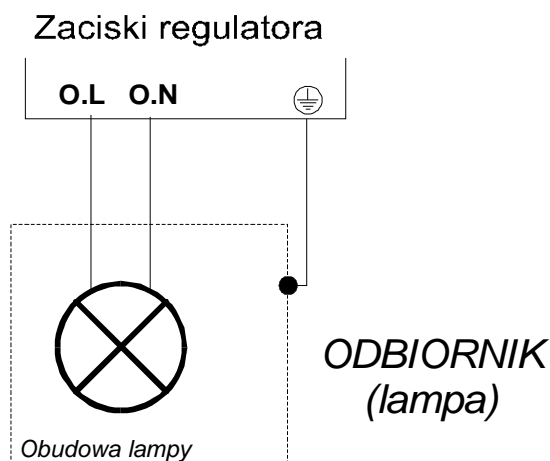 Zaciski regulatora
O.L O.N
ODBIORNIK
(lampa)
Obudowa lampy